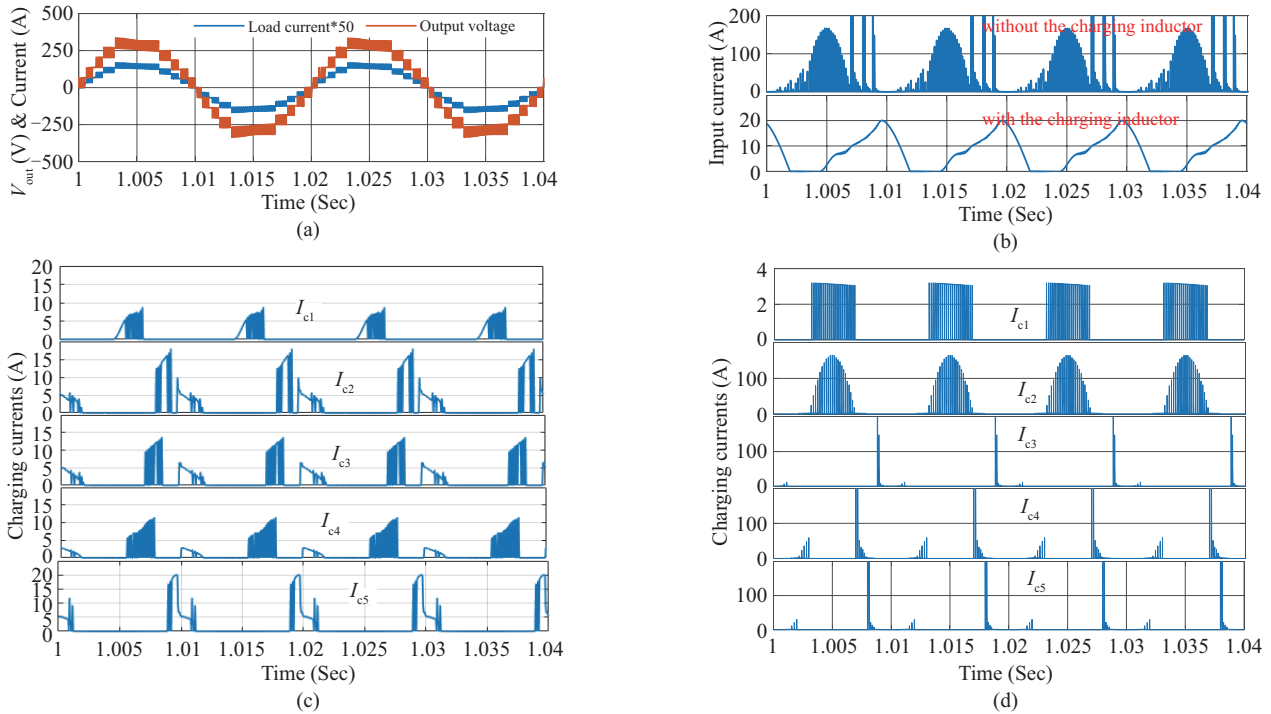 Load current*50 Output voltage
500
250
0
−250
−500
V_out (V) & Current (A)
1 1.005 1.01 1.015 1.02 1.025 1.03 1.035 1.04
Time (Sec)
(a)
200
100
0
without the charging inductor
20
10
0
with the charging inductor
Input current (A)
1 1.005 1.01 1.015 1.02 1.025 1.03 1.035 1.04
Time (Sec)
(b)
20
15
10
5
0
I_c1
15
10
5
0
I_c2
15
10
5
0
I_c3
15
10
5
0
I_c4
20
15
10
5
0
I_c5
Charging currents (A)
1 1.005 1.01 1.015 1.02 1.025 1.03 1.035 1.04
Time (Sec)
(c)
4
2
0
I_c1
100
0
I_c2
100
0
I_c3
100
0
I_c4
100
0
I_c5
Charging currents (A)
1 1.005 1.01 1.015 1.02 1.025 1.03 1.035 1.04
Time (Sec)
(d)